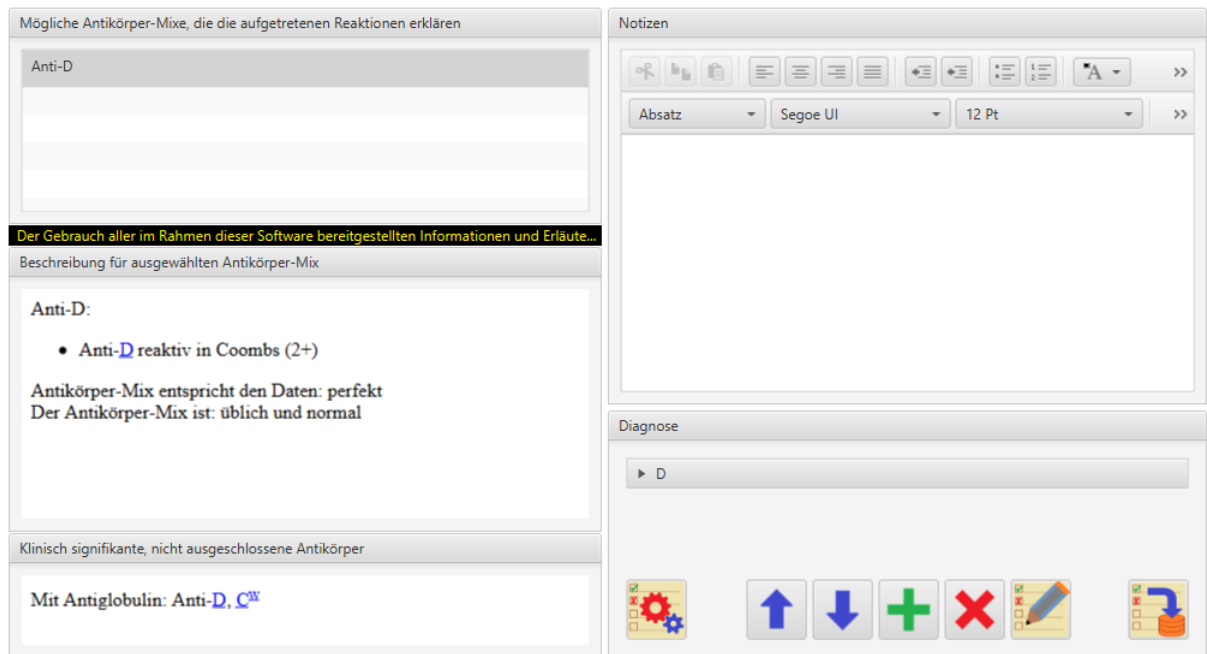 Mögliche Antikörper-Mixe, die die aufgetretenen Reaktionen erklären
Anti-D
Der Gebrauch aller im Rahmen dieser Software bereitgestellten Informationen und Erläute...
Beschreibung für ausgewählten Antikörper-Mix
Anti-D:
• Anti-D reaktiv in Coombs (2+)
Antikörper-Mix entspricht den Daten: perfekt
Der Antikörper-Mix ist: üblich und normal
Klinisch signifikante, nicht ausgeschlossene Antikörper
Mit Antiglobulin: Anti-D, Cᵂ
Notizen
A
Absatz Segoe UI 12 Pt
Diagnose
D